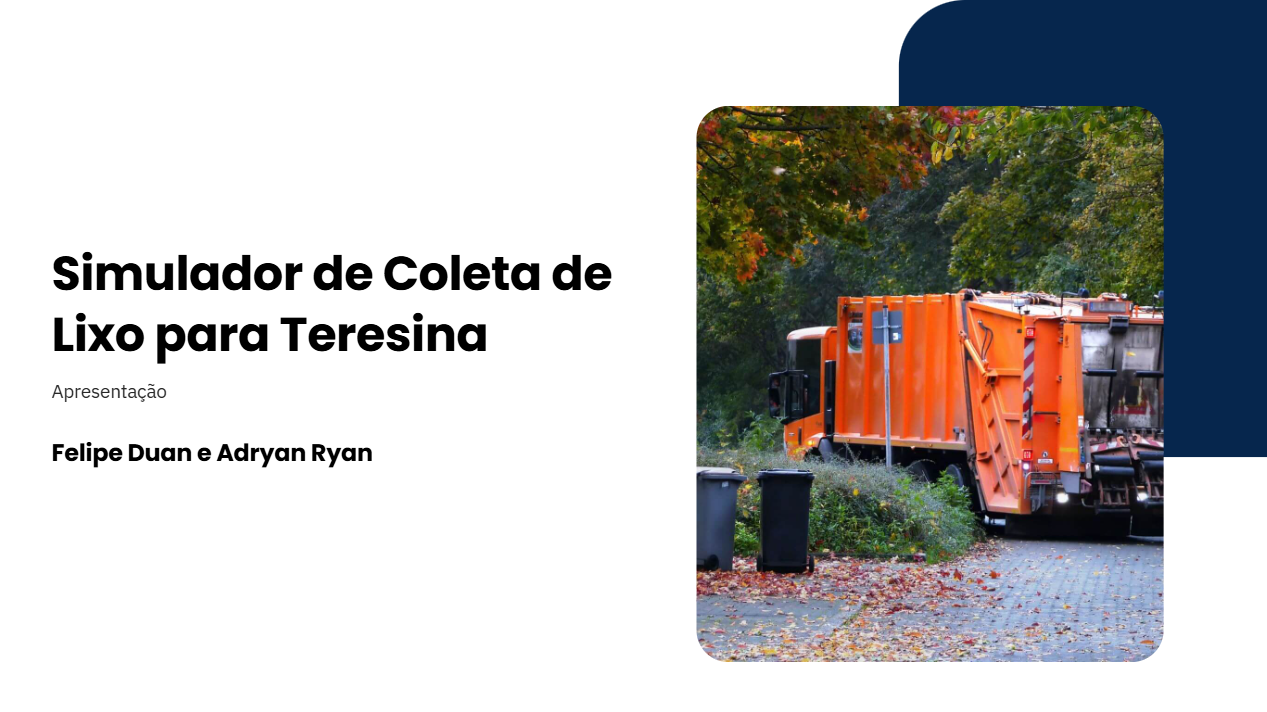 Simulador de Coleta de
Lixo para Teresina
Apresentação
Felipe Duan e Adryan Ryan